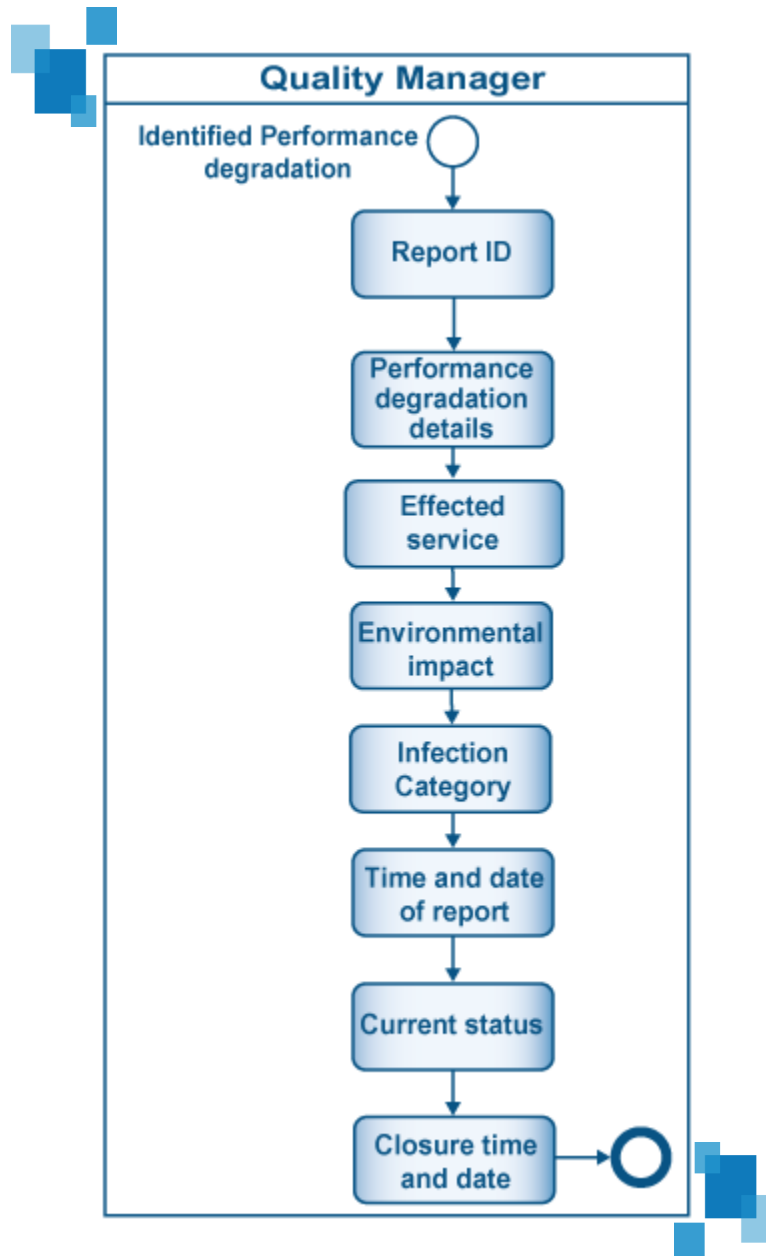 Quality Manager
Identified Performance
degradation
Report ID
Performance
degradation
details
Effected
service
Environmental
impact
Infection
Category
Time and date
of report
Current status
Closure time
and date